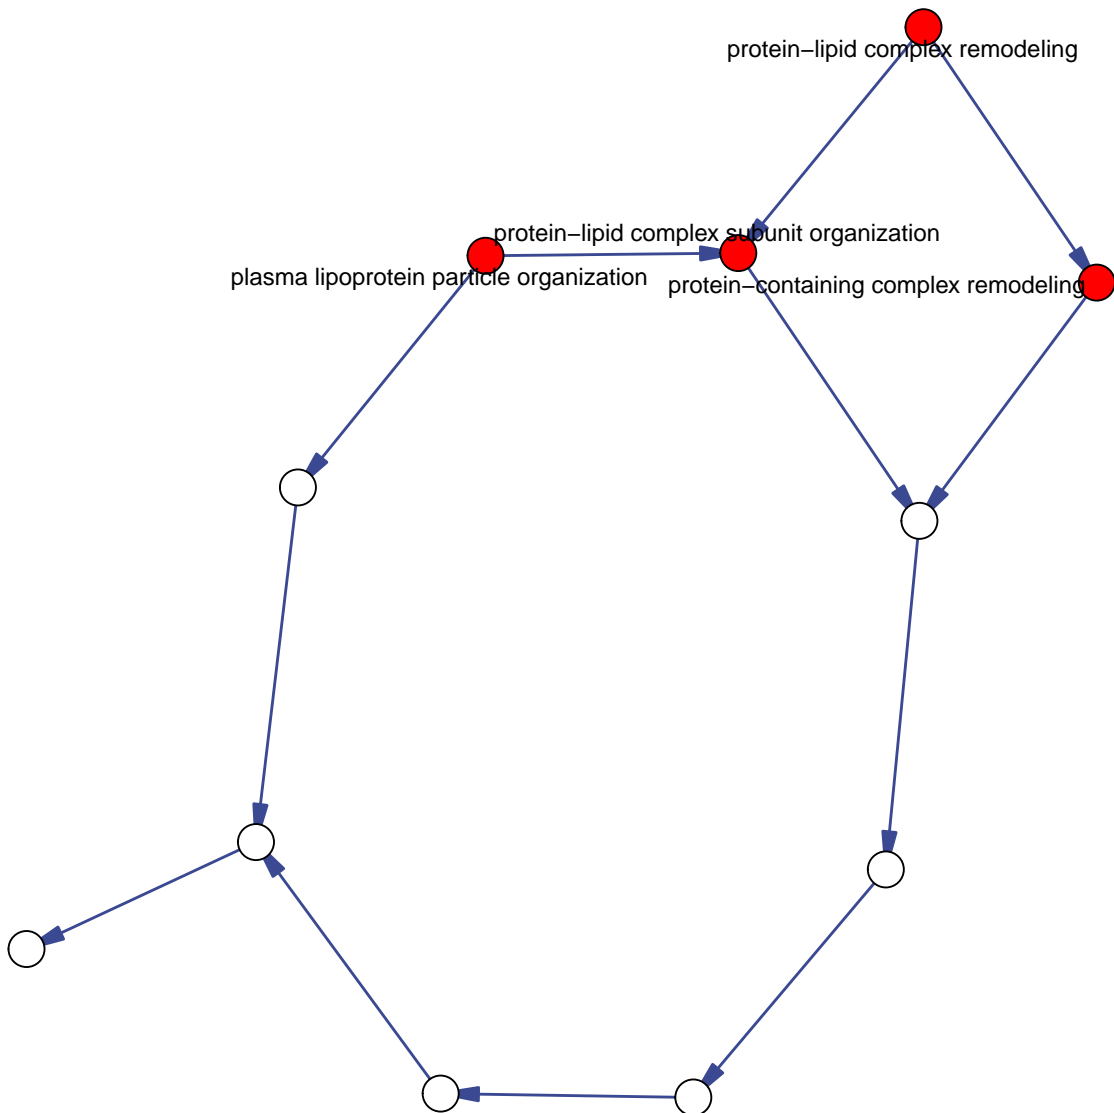 protein−lipid complex remodeling
protein−lipid complex subunit organization
plasma lipoprotein particle organization
protein−containing complex remodeling